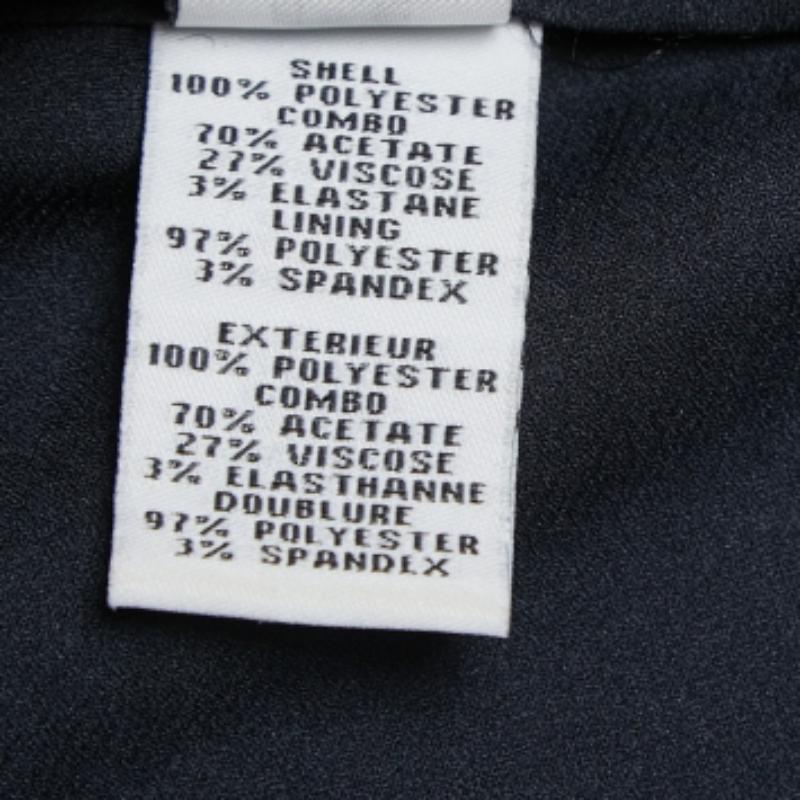 SHELL
100% POLYESTER
COMBO
70% ACETATE
27% VISCOSE
3% ELASTANE
LINING
97% POLYESTER
3% SPANDEX
EXTERIEUR
100% POLYESTER
COMBO
70% ACETATE
27% VISCOSE
3% ELASTHANNE
DOUBLURE
97% POLYESTER
3% SPANDEX